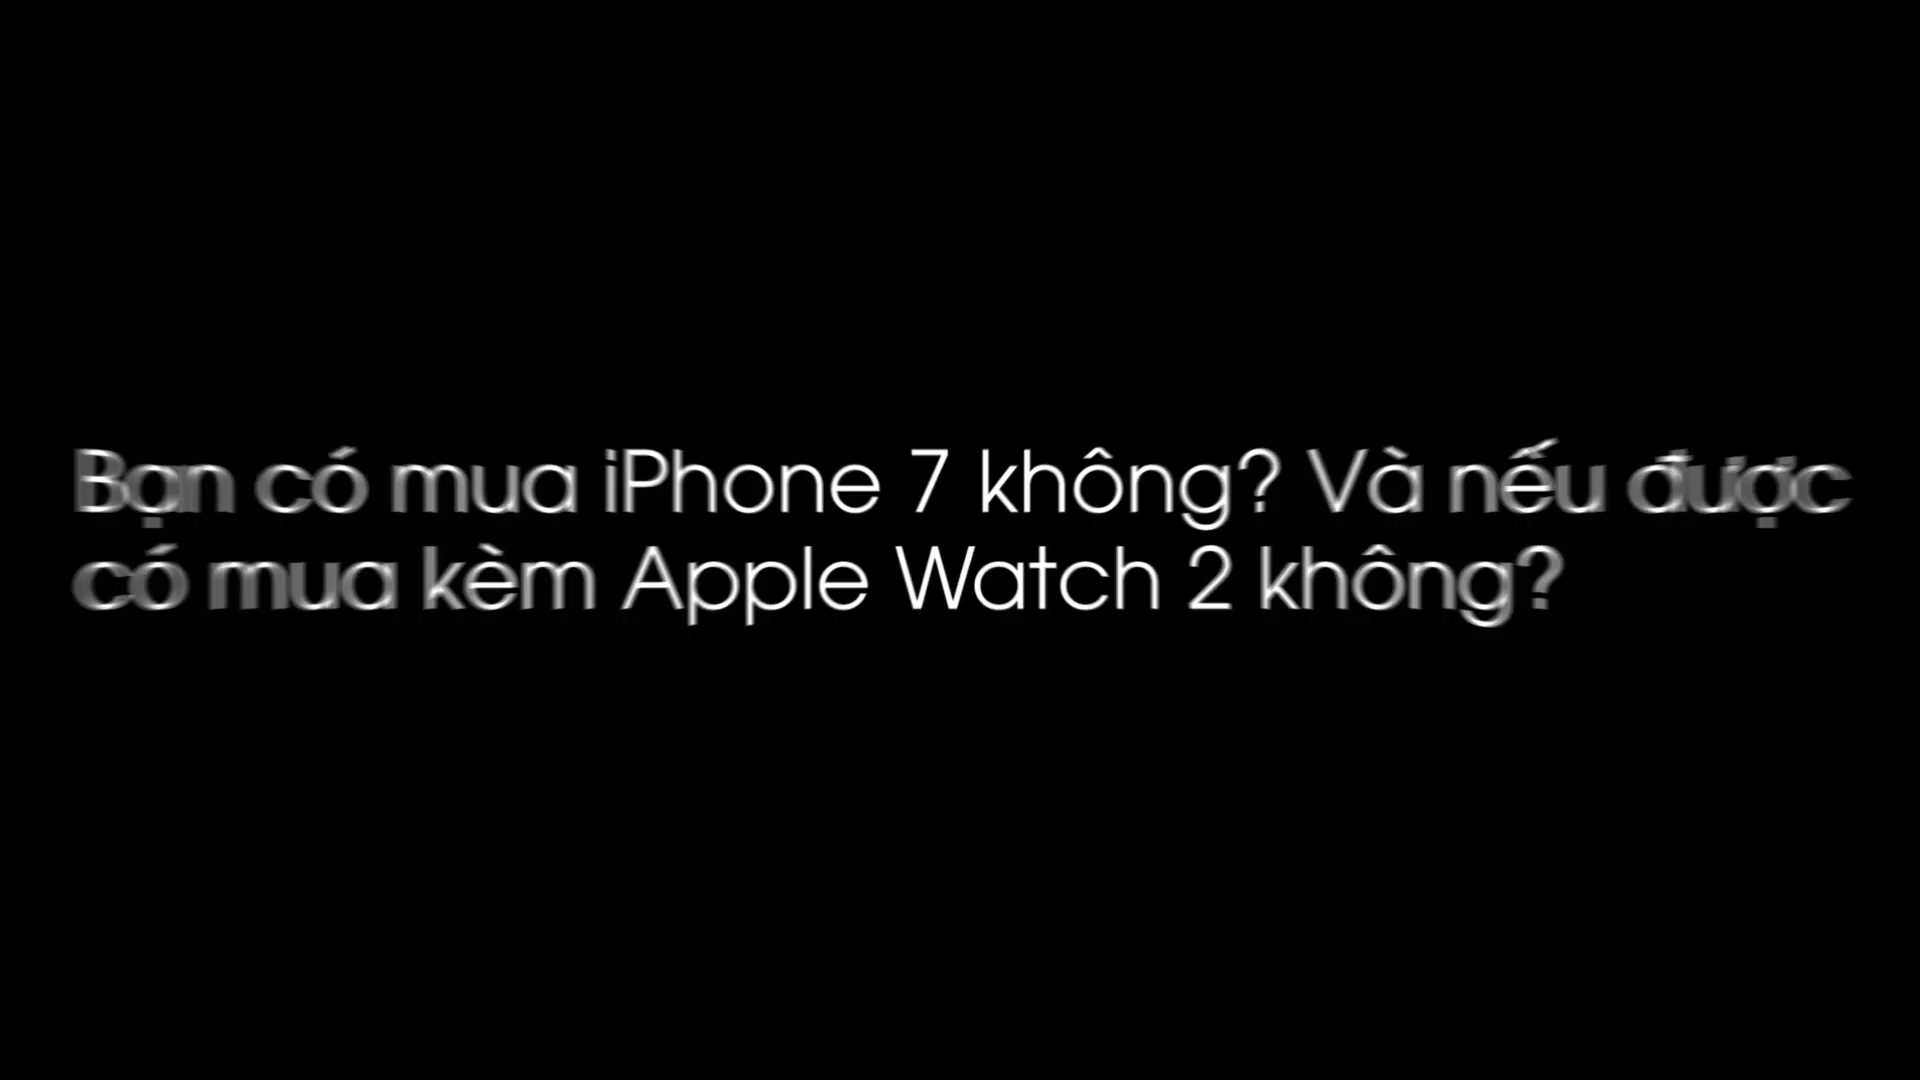 Bạn có mua iPhone 7 không? Và nếu được
có mua kèm Apple Watch 2 không?